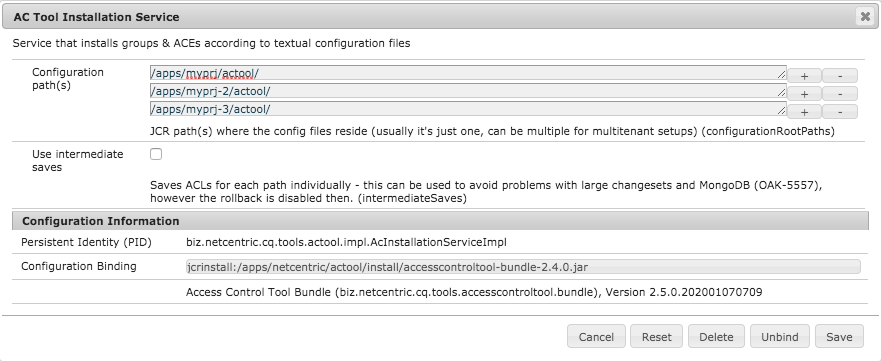 AC Tool Installation Service
Service that installs groups & ACEs according to textual configuration files
Configuration path(s)
/apps/myprj/actool/
+ -
/apps/myprj-2/actool/
+ -
/apps/myprj-3/actool/
+ -
JCR path(s) where the config files reside (usually it's just one, can be multiple for multitenant setups) (configurationRootPaths)
Use intermediate saves
Saves ACLs for each path individually - this can be used to avoid problems with large changesets and MongoDB (OAK-5557),
however the rollback is disabled then. (intermediateSaves)
Configuration Information
Persistent Identity (PID) biz.netcentric.cq.tools.actool.impl.AcInstallationServiceImpl
Configuration Binding jcrinstall:/apps/netcentric/actool/install/accesscontroltool-bundle-2.4.0.jar
Access Control Tool Bundle (biz.netcentric.cq.tools.accesscontroltool.bundle), Version 2.5.0.202001070709
Cancel Reset Delete Unbind Save